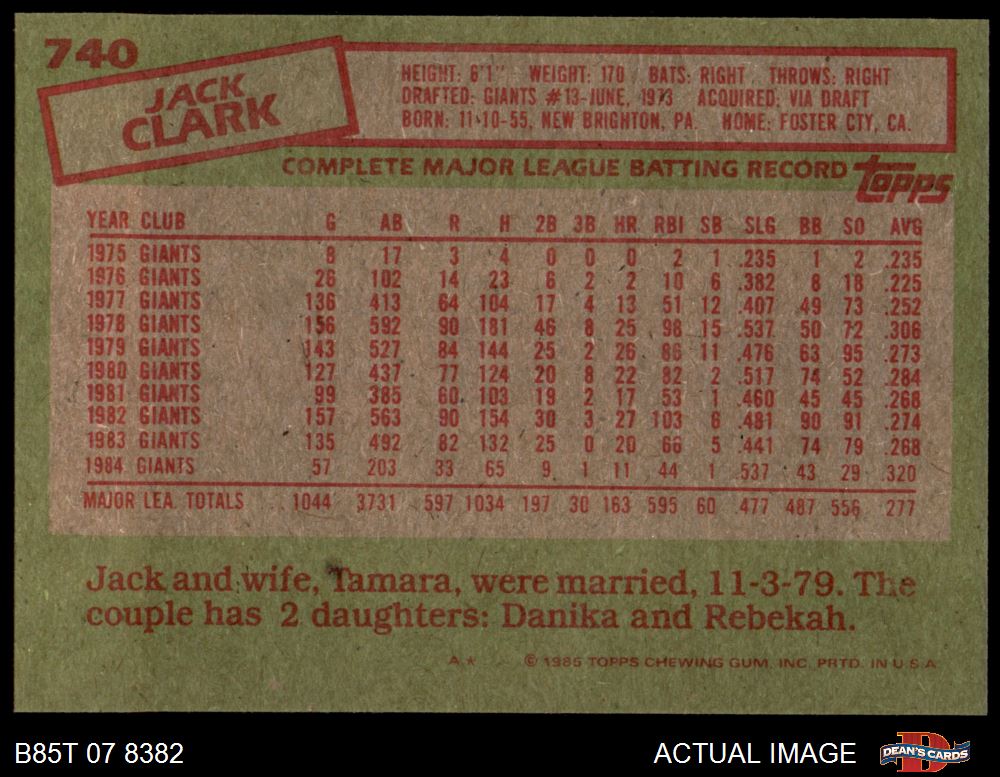 740
JACK
CLARK
HEIGHT: 6'1" WEIGHT: 170 BATS: RIGHT THROWS: RIGHT
DRAFTED: GIANTS #13-JUNE, 1973 ACQUIRED: VIA DRAFT
BORN: 11-10-55, NEW BRIGHTON, PA. HOME: FOSTER CTY, CA.
COMPLETE MAJOR LEAGUE BATTING RECORD topps
YEAR CLUB G AB R H 2B 3B HR RBI SB SLG BB SO AVG
1975 GIANTS 8 17 3 4 0 0 0 2 1 .235 1 2 .235
1976 GIANTS 26 102 14 23 6 2 2 10 6 .382 8 18 .225
1977 GIANTS 136 413 64 104 17 4 13 51 12 .407 49 73 .252
1978 GIANTS 156 592 90 181 46 8 25 98 15 .537 50 72 .306
1979 GIANTS 143 527 84 144 25 2 26 86 11 .476 63 95 .273
1980 GIANTS 127 437 77 124 20 8 22 82 2 .517 74 52 .284
1981 GIANTS 99 385 60 103 19 2 17 53 1 .460 45 45 .268
1982 GIANTS 157 563 90 154 30 3 27 103 6 .481 90 91 .274
1983 GIANTS 135 492 82 132 25 0 20 66 5 .441 74 79 .268
1984 GIANTS 57 203 33 65 9 1 11 44 1 .537 43 29 .320
MAJOR LEA. TOTALS 1044 3731 597 1034 197 30 163 595 60 .477 487 556 .277
Jack and wife, Tamara, were married, 11-3-79. The
couple has 2 daughters: Danika and Rebekah.
A* © 1985 TOPPS CHEWING GUM, INC. PRTD. IN U.S.A.
B85T 07 8382 ACTUAL IMAGE DEAN'S CARDS